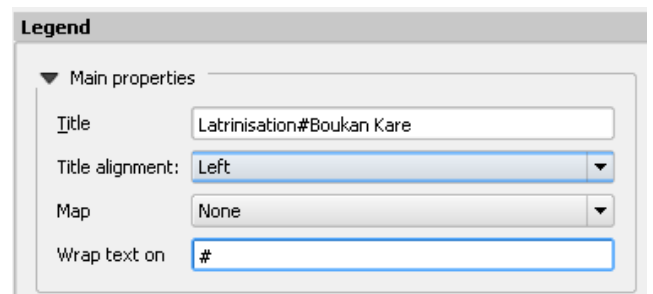 Legend
Main properties
Title Latrinisation#Boukan Kare
Title alignment: Left
Map None
Wrap text on #